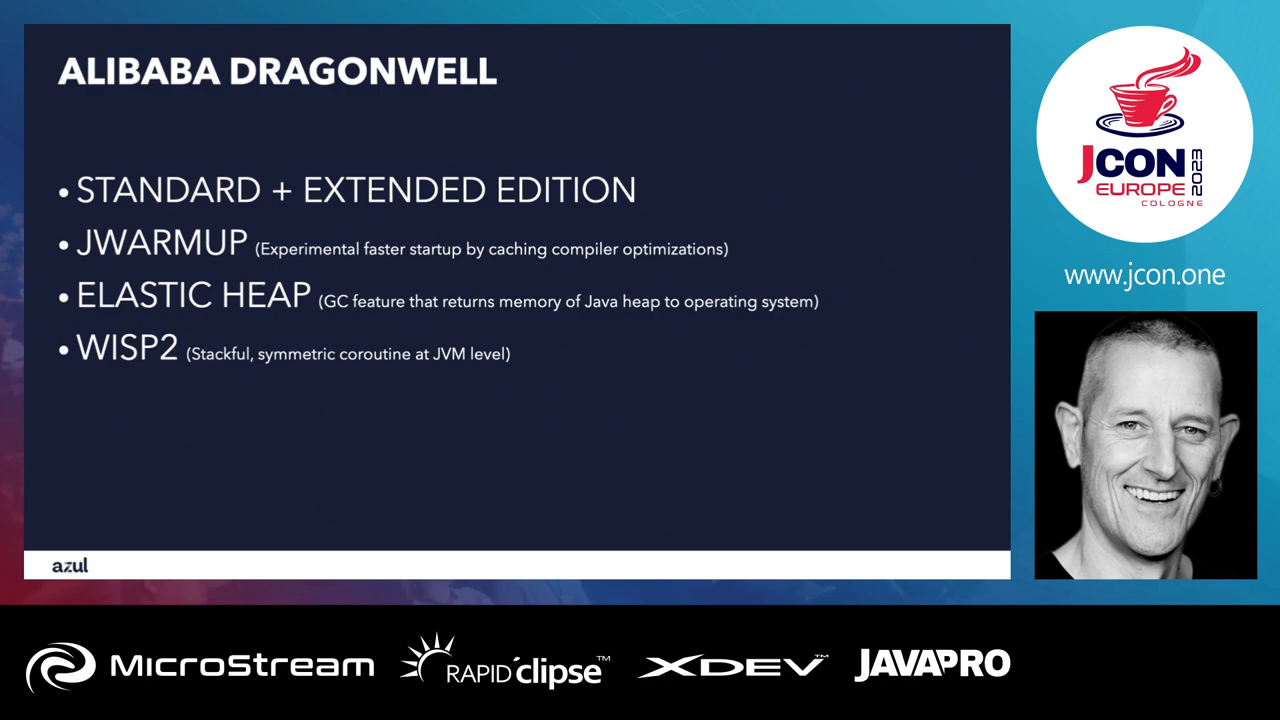 ALIBABA DRAGONWELL
• STANDARD + EXTENDED EDITION
• JWARMUP (Experimental faster startup by caching compiler optimizations)
• ELASTIC HEAP (GC feature that returns memory of Java heap to operating system)
• WISP2 (Stackful, symmetric coroutine at JVM level)
azul
JCON
EUROPE
2023
COLOGNE
www.jcon.one
MicroStream
RAPIDclipse™
XDEV™
JAVAPRO